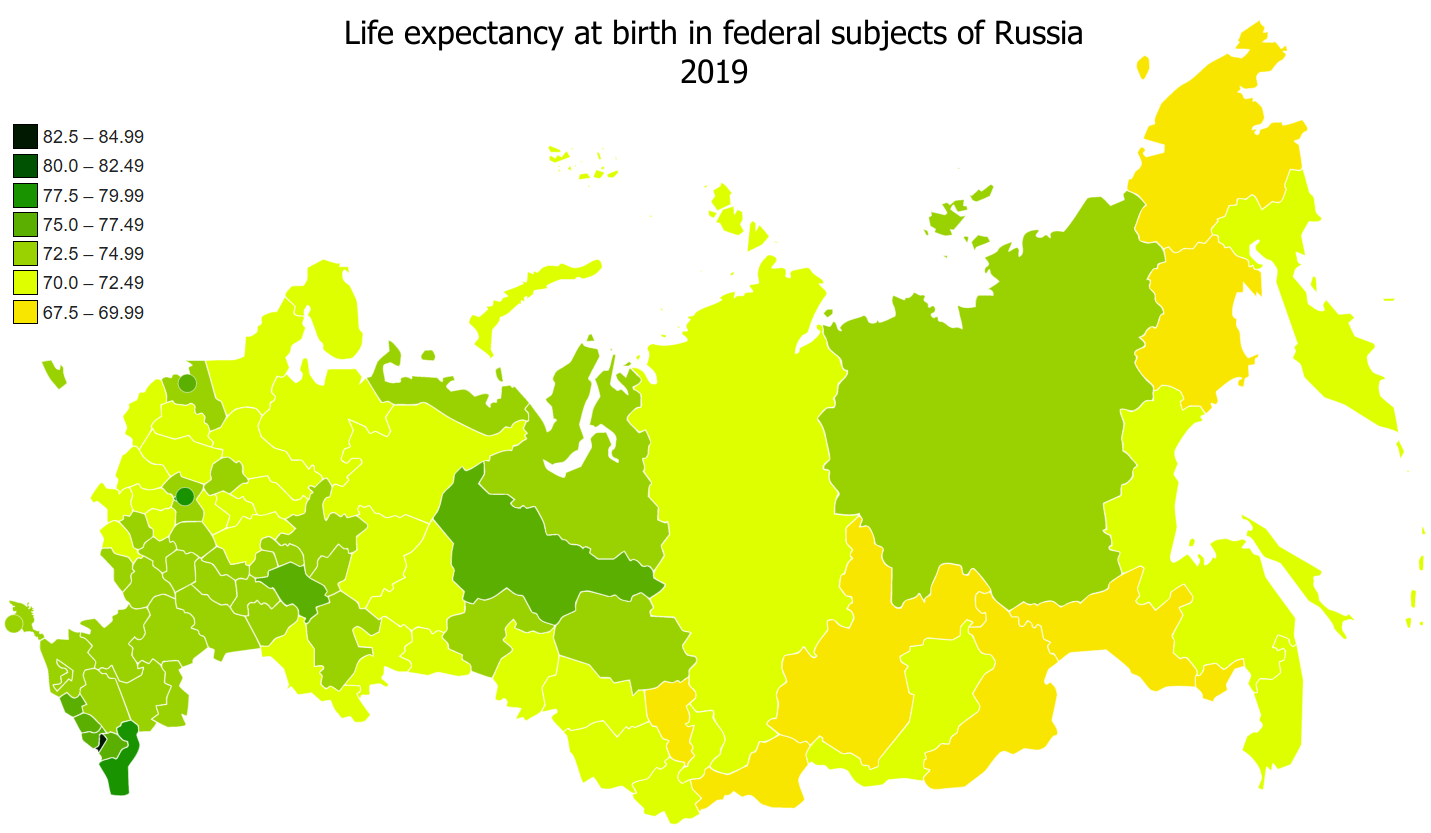 Life expectancy at birth in federal subjects of Russia
2019
82.5 – 84.99
80.0 – 82.49
77.5 – 79.99
75.0 – 77.49
72.5 – 74.99
70.0 – 72.49
67.5 – 69.99